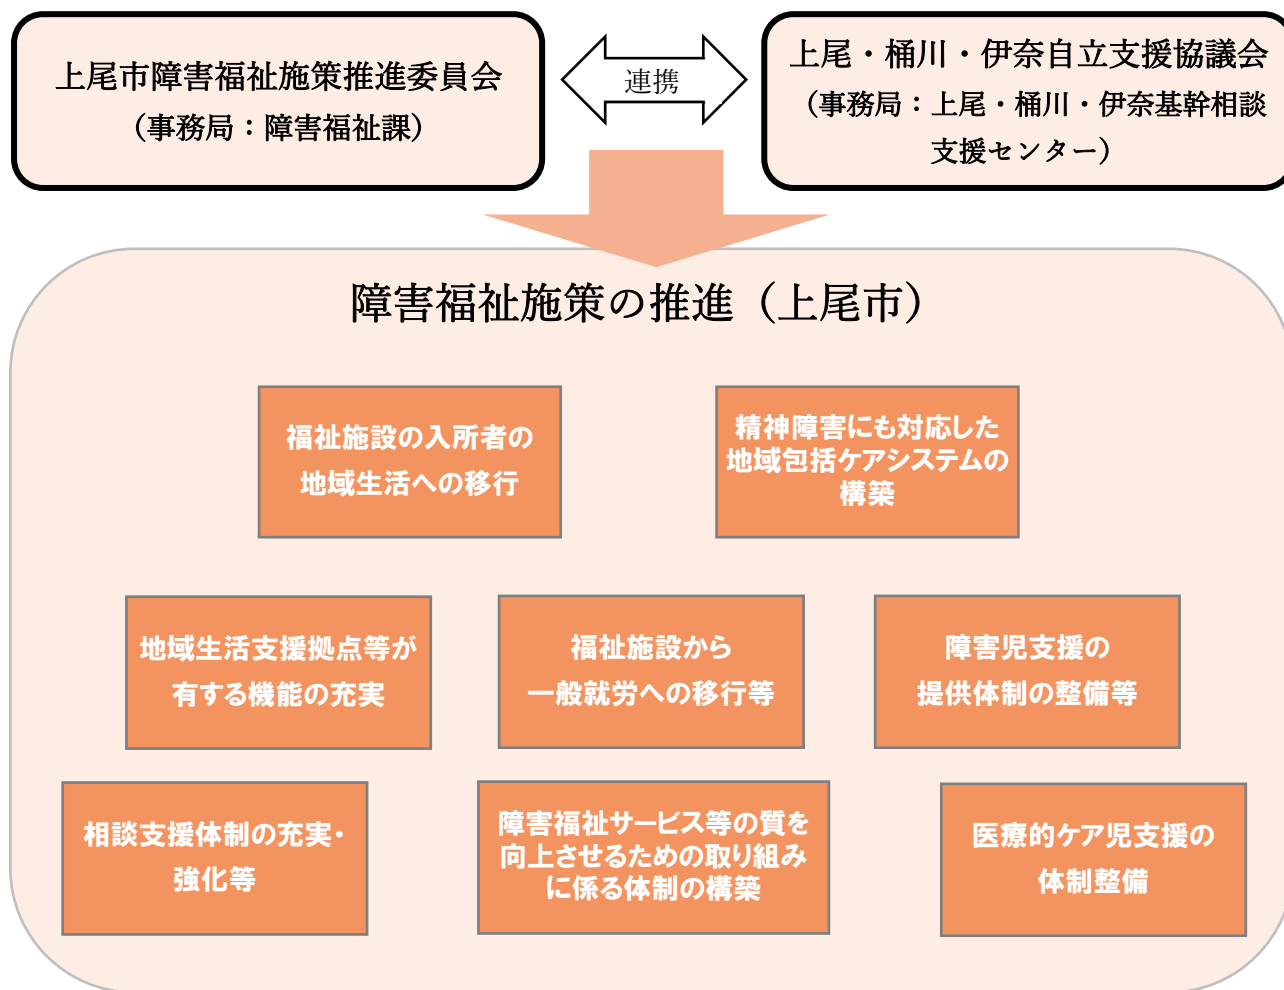 上尾市障害福祉施策推進委員会
（事務局：障害福祉課）
連携
上尾・桶川・伊奈自立支援協議会
（事務局：上尾・桶川・伊奈基幹相談
支援センター）
障害福祉施策の推進（上尾市）
福祉施設の入所者の
地域生活への移行
精神障害にも対応した
地域包括ケアシステムの
構築
地域生活支援拠点等が
有する機能の充実
福祉施設から
一般就労への移行等
障害児支援の
提供体制の整備等
相談支援体制の充実・
強化等
障害福祉サービス等の質を
向上させるための取り組み
に係る体制の構築
医療的ケア児支援の
体制整備